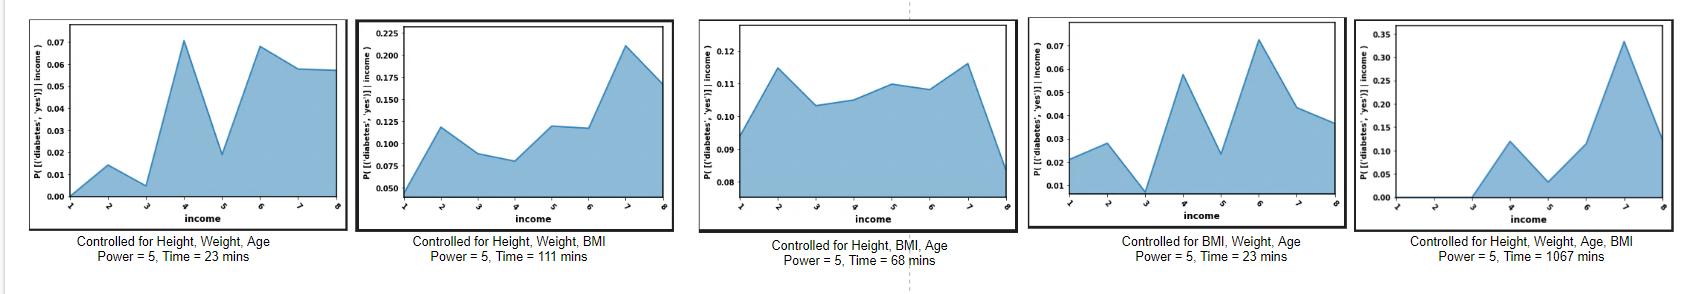 P( [('diabetes', 'yes')] | income )
0.07
0.06
0.05
0.04
0.03
0.02
0.01
0.00
1 2 3 4 5 6 7 8
income
Controlled for Height, Weight, Age
Power = 5, Time = 23 mins
P( [('diabetes', 'yes')] | income )
0.225
0.200
0.175
0.150
0.125
0.100
0.075
0.050
1 2 3 4 5 6 7 8
income
Controlled for Height, Weight, BMI
Power = 5, Time = 111 mins
P( [('diabetes', 'yes')] | income )
0.12
0.11
0.10
0.09
0.08
1 2 3 4 5 6 7 8
income
Controlled for Height, BMI, Age
Power = 5, Time = 68 mins
P( [('diabetes', 'yes')] | income )
0.07
0.06
0.05
0.04
0.03
0.02
0.01
1 2 3 4 5 6 7 8
income
Controlled for BMI, Weight, Age
Power = 5, Time = 23 mins
P( [('diabetes', 'yes')] | income )
0.35
0.30
0.25
0.20
0.15
0.10
0.05
0.00
1 2 3 4 5 6 7 8
income
Controlled for Height, Weight, Age, BMI
Power = 5, Time = 1067 mins